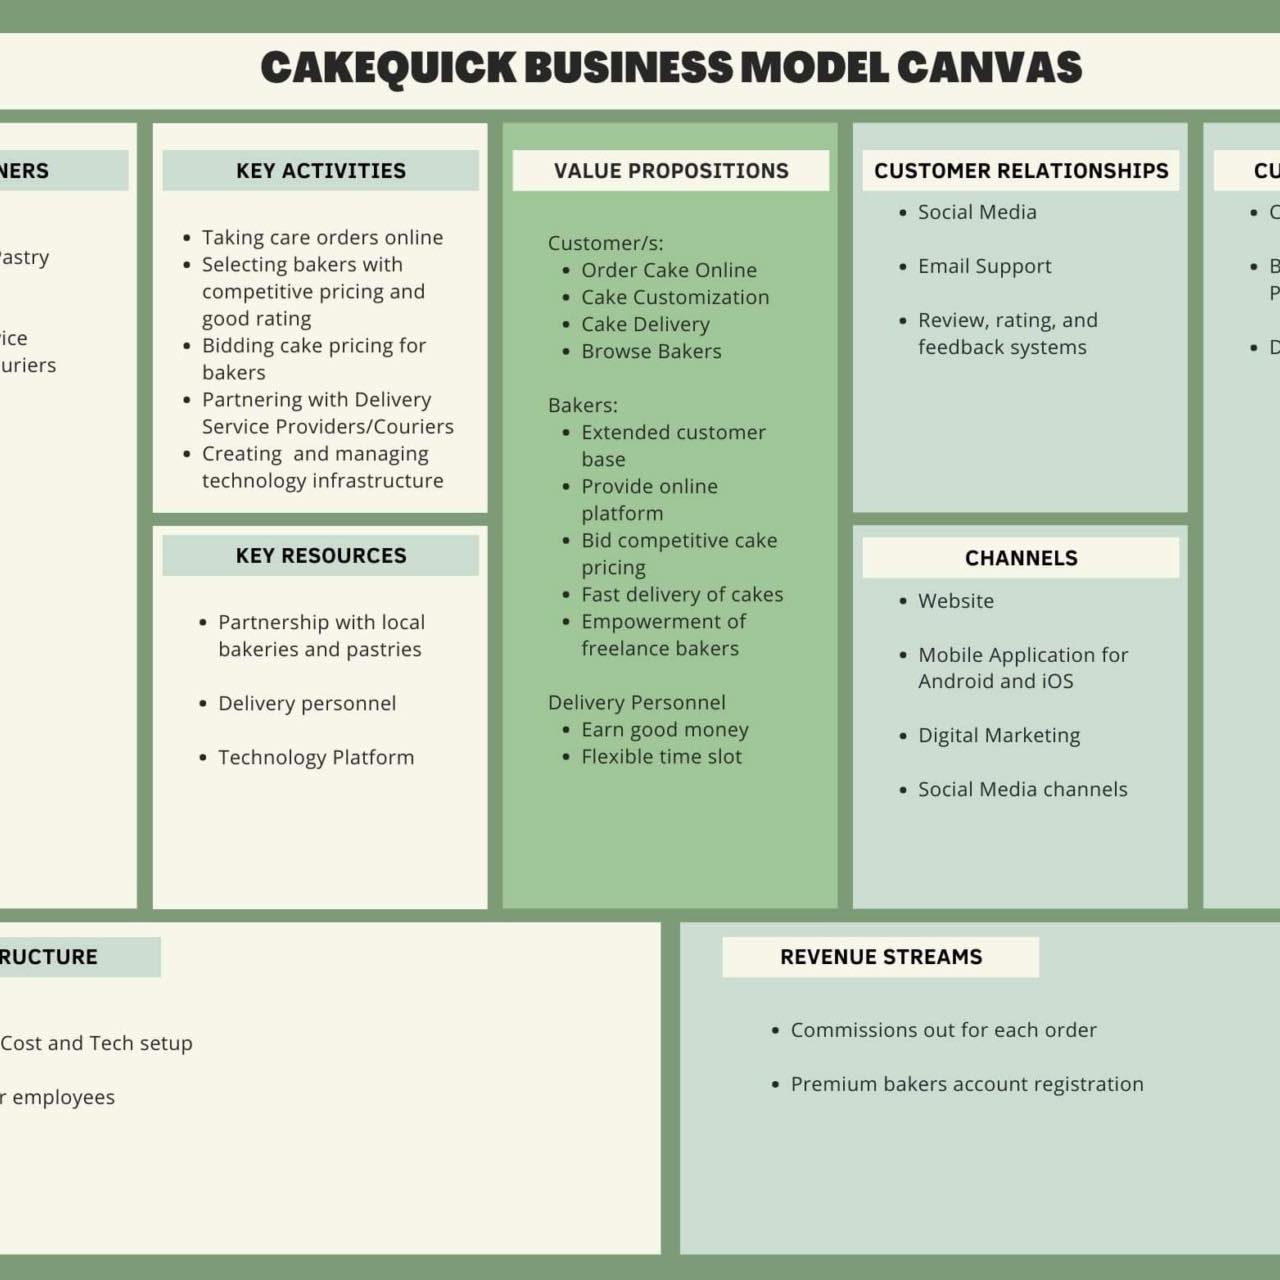 CAKEQUICK BUSINESS MODEL CANVAS
NERS
Pastry
vice
uriers
KEY ACTIVITIES
• Taking care orders online
• Selecting bakers with
competitive pricing and
good rating
• Bidding cake pricing for
bakers
• Partnering with Delivery
Service Providers/Couriers
• Creating  and managing
technology infrastructure
KEY RESOURCES
• Partnership with local
bakeries and pastries
• Delivery personnel
• Technology Platform
VALUE PROPOSITIONS
Customer/s:
• Order Cake Online
• Cake Customization
• Cake Delivery
• Browse Bakers
Bakers:
• Extended customer
base
• Provide online
platform
• Bid competitive cake
pricing
• Fast delivery of cakes
• Empowerment of
freelance bakers
Delivery Personnel
• Earn good money
• Flexible time slot
CUSTOMER RELATIONSHIPS
• Social Media
• Email Support
• Review, rating, and
feedback systems
CHANNELS
• Website
• Mobile Application for
Android and iOS
• Digital Marketing
• Social Media channels
CU
• C
• B
P
• D
RUCTURE
Cost and Tech setup
r employees
REVENUE STREAMS
• Commissions out for each order
• Premium bakers account registration